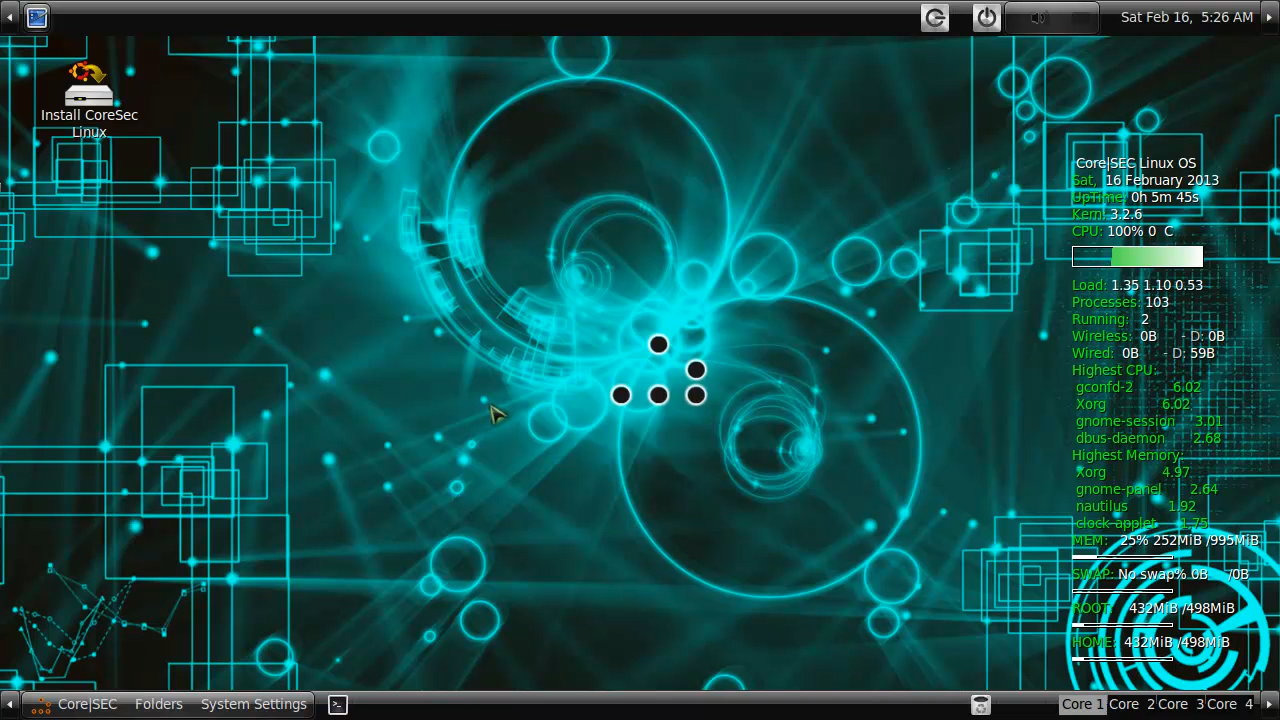 Sat Feb 16, 5:26 AM
Install CoreSec
Linux
Core|SEC Linux OS
Sat, 16 February 2013
UpTime: 0h 5m 45s
Kern: 3.2.6
CPU: 100% 0 C
Load: 1.35 1.10 0.53
Processes: 103
Running: 2
Wireless: 0B - D: 0B
Wired: 0B - D: 59B
Highest CPU:
gconfd-2 6.02
Xorg 6.02
gnome-session 3.01
dbus-daemon 2.68
Highest Memory:
Xorg 4.97
gnome-panel 2.64
nautilus 1.92
clock-applet 1.75
MEM: 25% 252MiB /995MiB
SWAP: No swap% 0B /0B
ROOT: 432MiB /498MiB
HOME: 432MiB /498MiB
Core|SEC Folders System Settings
Core 1 Core 2 Core 3 Core 4